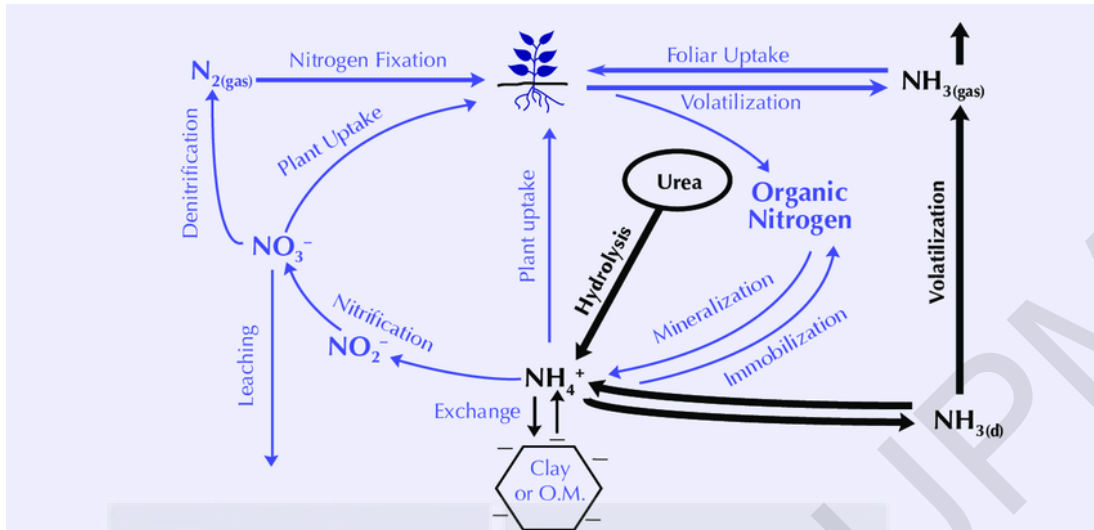 Nitrogen Fixation
Foliar Uptake
N2(gas)
NH3(gas)
Volatilization
Plant Uptake
Denitrification
Urea
Organic
Nitrogen
Plant uptake
Hydrolysis
Volatilization
NO3−
Mineralization
Nitrification
Immobilization
NO2−
Leaching
NH4+
Exchange
NH3(d)
Clay
or O.M.
UPM